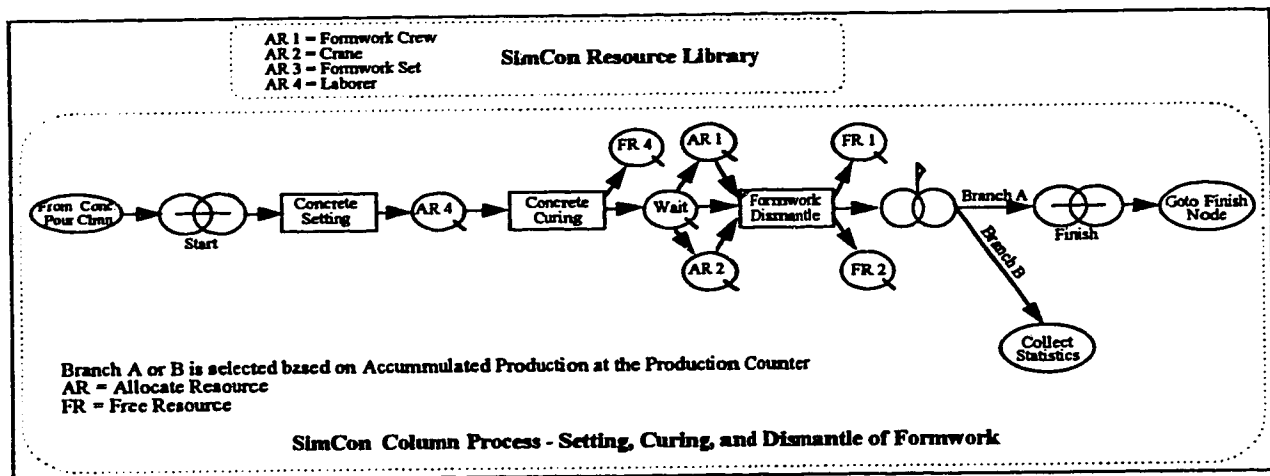 AR 1 = Formwork Crew
AR 2 = Crane
AR 3 = Formwork Set
AR 4 = Laborer
SimCon Resource Library
From Conc. Pour Clmn
Start
Concrete Setting
AR 4
Concrete Curing
FR 4
Wait
AR 1
AR 2
Formwork Dismantle
FR 1
FR 2
Branch A
Branch B
Finish
Goto Finish Node
Collect Statistics
Branch A or B is selected based on Accumulated Production at the Production Counter
AR = Allocate Resource
FR = Free Resource
SimCon Column Process - Setting, Curing, and Dismantle of Formwork